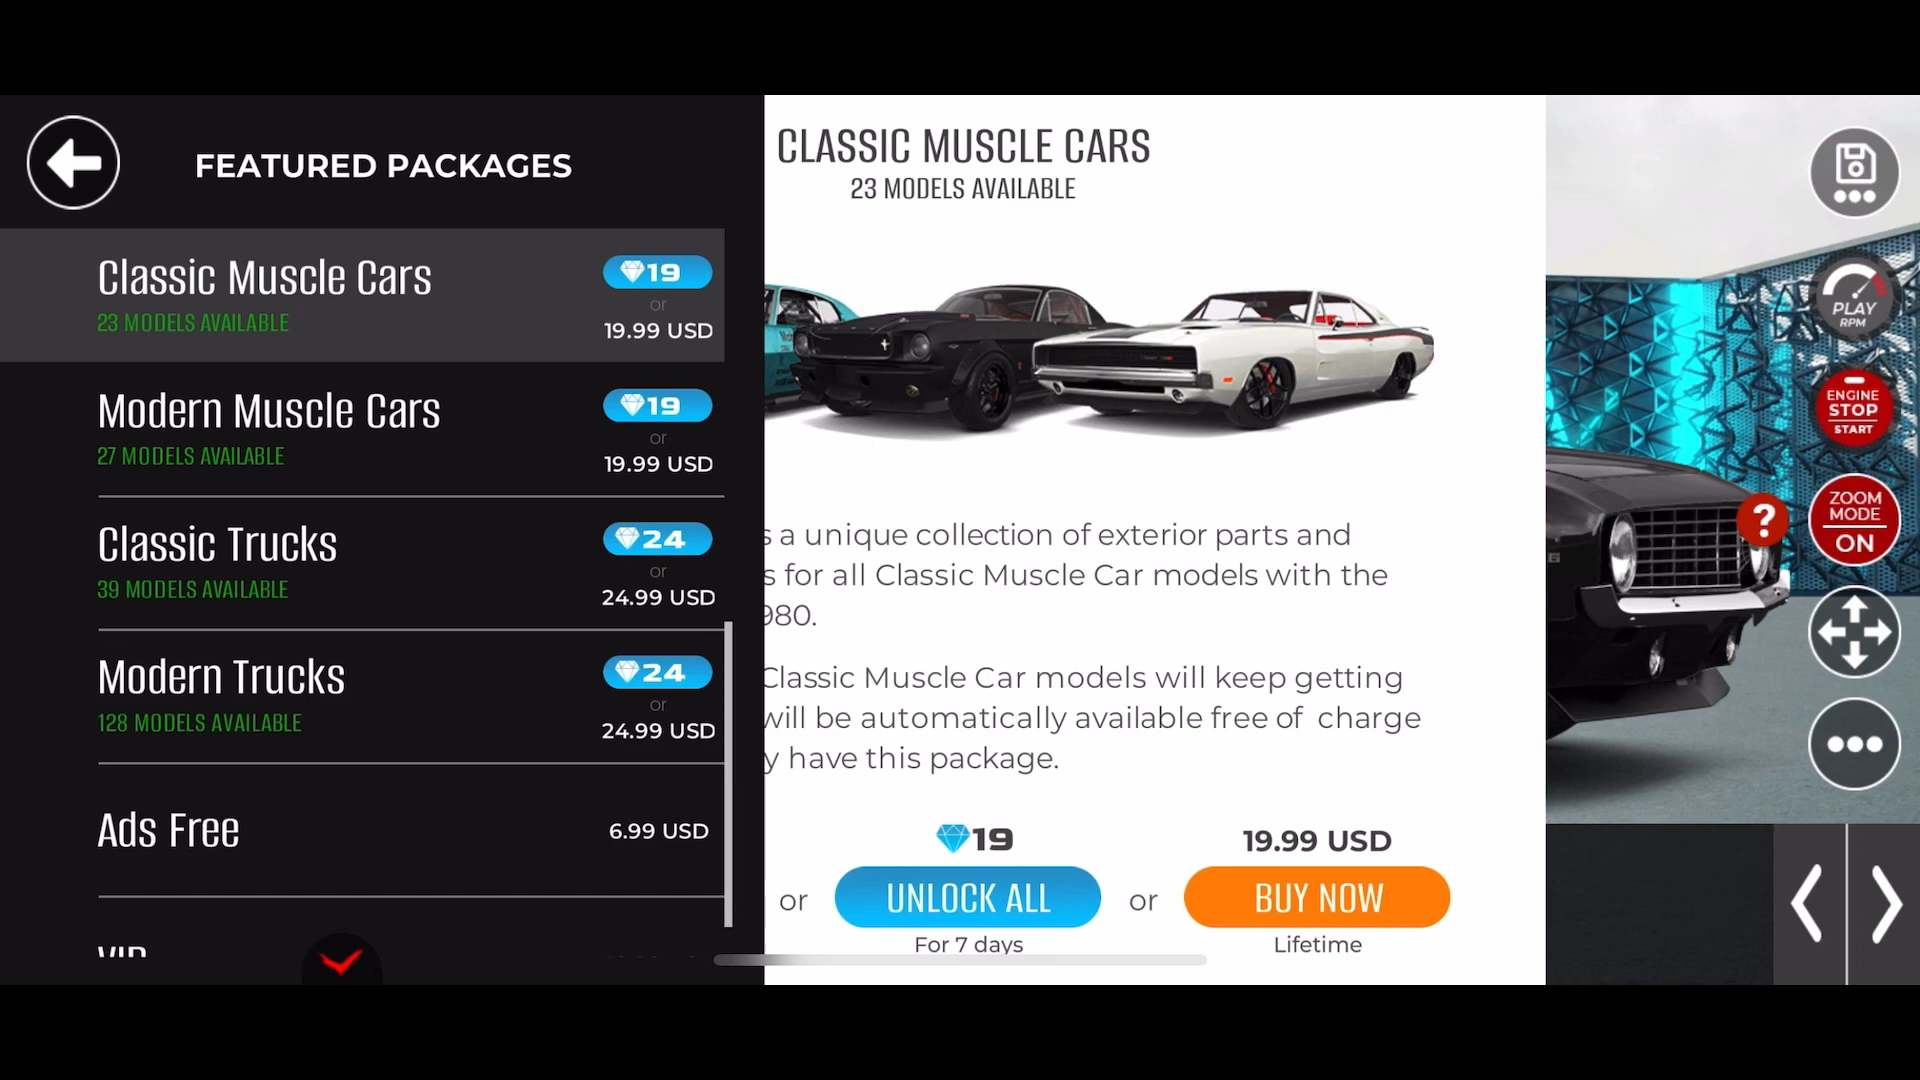 FEATURED PACKAGES
Classic Muscle Cars
23 MODELS AVAILABLE
19
or
19.99 USD
Modern Muscle Cars
27 MODELS AVAILABLE
19
or
19.99 USD
Classic Trucks
39 MODELS AVAILABLE
24
or
24.99 USD
Modern Trucks
128 MODELS AVAILABLE
24
or
24.99 USD
Ads Free
6.99 USD
VIP
CLASSIC MUSCLE CARS
23 MODELS AVAILABLE
a unique collection of exterior parts and
for all Classic Muscle Car models with the
980.
Classic Muscle Car models will keep getting
will be automatically available free of charge
have this package.
19
19.99 USD
or
UNLOCK ALL
or
BUY NOW
For 7 days
Lifetime
PLAY
RPM
ENGINE
STOP
START
?
ZOOM
MODE
ON